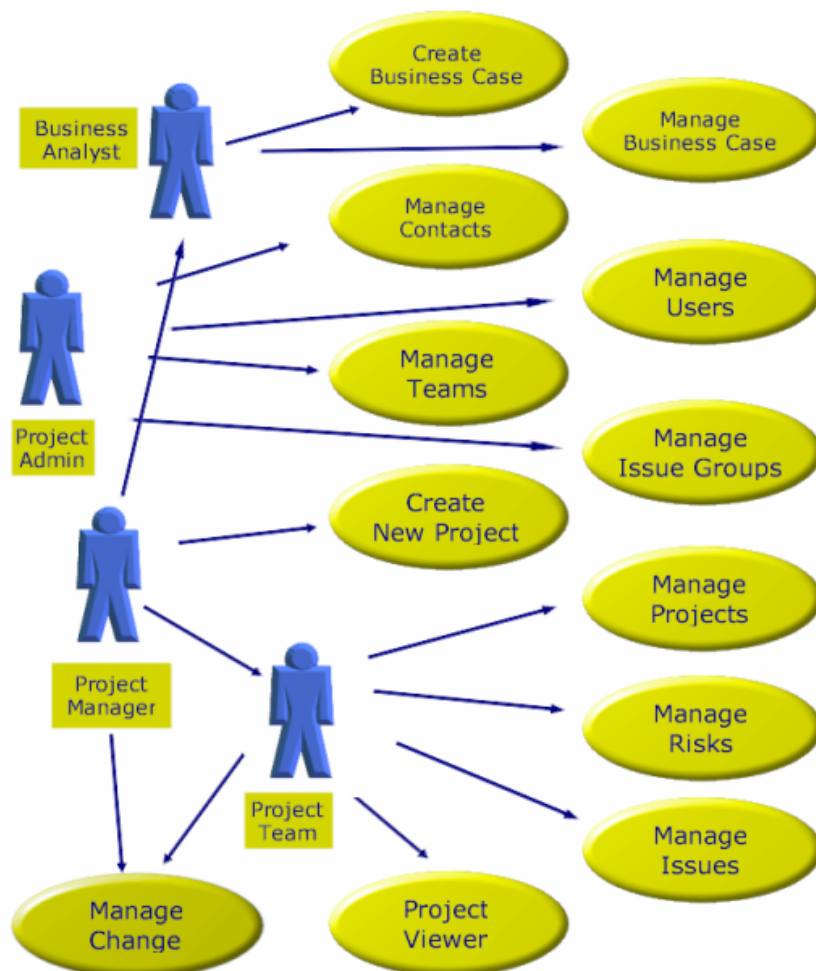 Create
Business Case
Business
Analyst
Manage
Business Case
Manage
Contacts
Manage
Users
Project
Admin
Manage
Teams
Manage
Issue Groups
Create
New Project
Manage
Projects
Project
Manager
Manage
Risks
Project
Team
Manage
Issues
Manage
Change
Project
Viewer